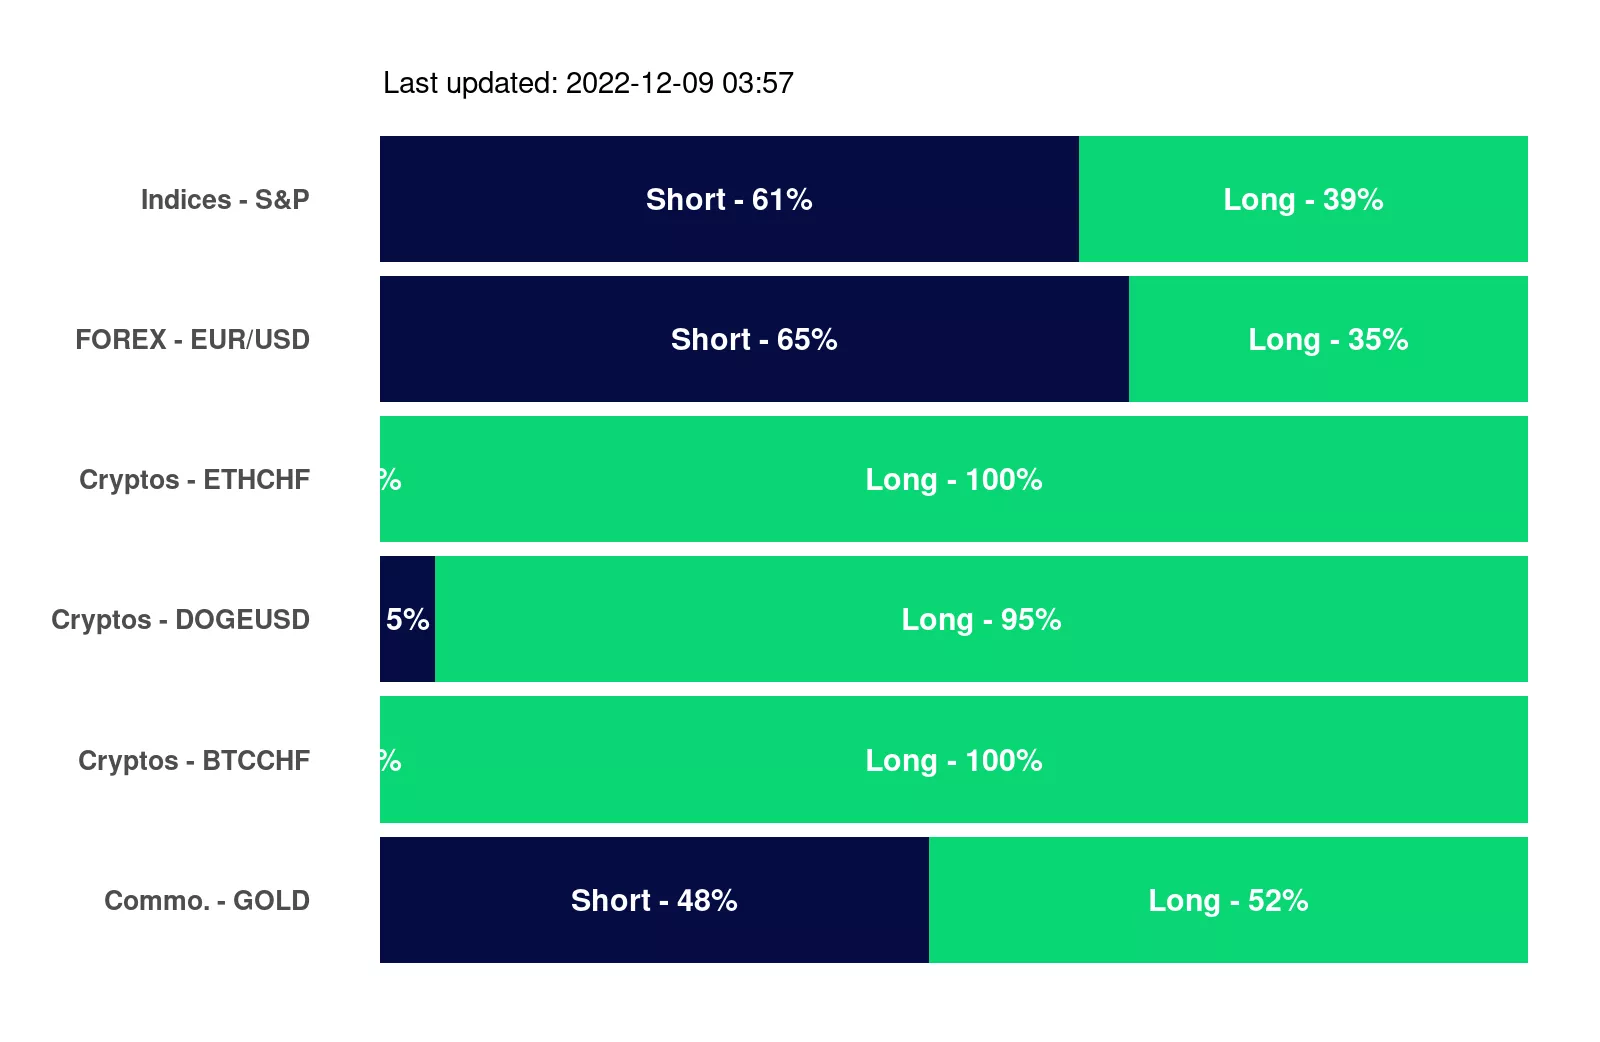 Last updated: 2022-12-09 03:57
Indices - S&P Short - 61% Long - 39%
FOREX - EUR/USD Short - 65% Long - 35%
Cryptos - ETHCHF % Long - 100%
Cryptos - DOGEUSD 5% Long - 95%
Cryptos - BTCCHF % Long - 100%
Commo. - GOLD Short - 48% Long - 52%